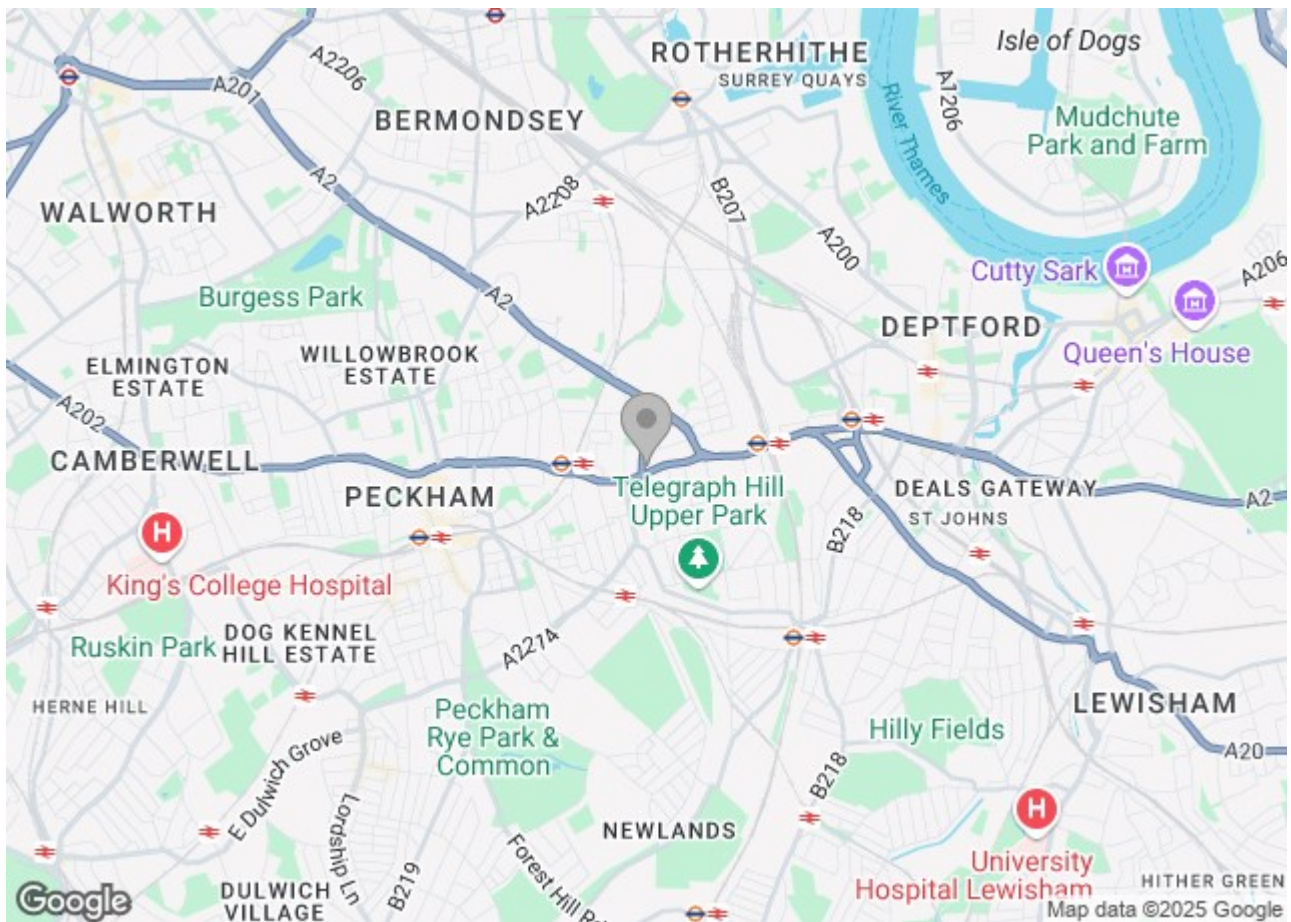 ROTHERHITHE
SURREY QUAYS
Isle of Dogs
A2206
A201
BERMONDSEY
River Thames
A1206
Mudchute
Park and Farm
A2
A2208
B207
A200
WALWORTH
Burgess Park
A2
Cutty Sark
A206
DEPTFORD
Queen's House
ELMINGTON
ESTATE
WILLOWBROOK
ESTATE
A202
CAMBERWELL
PECKHAM
Telegraph Hill
Upper Park
DEALS GATEWAY
ST JOHNS
A2
B218
H
King's College Hospital
Ruskin Park
DOG KENNEL
HILL ESTATE
A2214
HERNE HILL
Peckham
Rye Park &
Common
Hilly Fields
LEWISHAM
A20
E Dulwich Grove
Lordship Ln
B218
H
NEWLANDS
B219
Forest Hill Rd
University
Hospital Lewisham
HITHER GREEN
DULWICH
VILLAGE
Google
Map data ©2025 Google